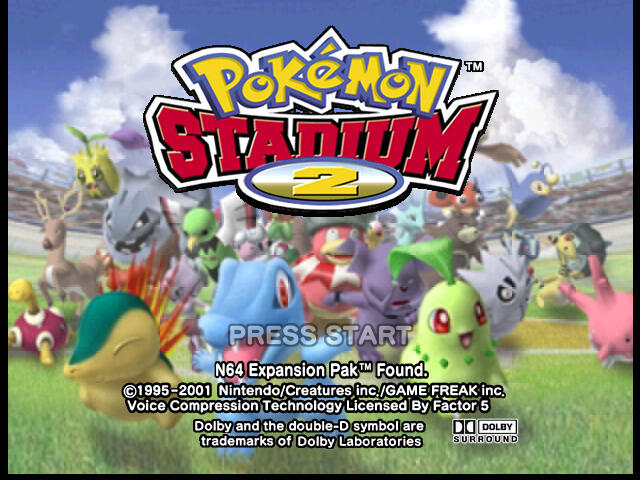 POKéMON™
STADIUM
2
PRESS START
N64 Expansion Pak™ Found.
©1995-2001 Nintendo/Creatures inc./GAME FREAK inc.
Voice Compression Technology Licensed By Factor 5
Dolby and the double-D symbol are
trademarks of Dolby Laboratories
DOLBY
SURROUND